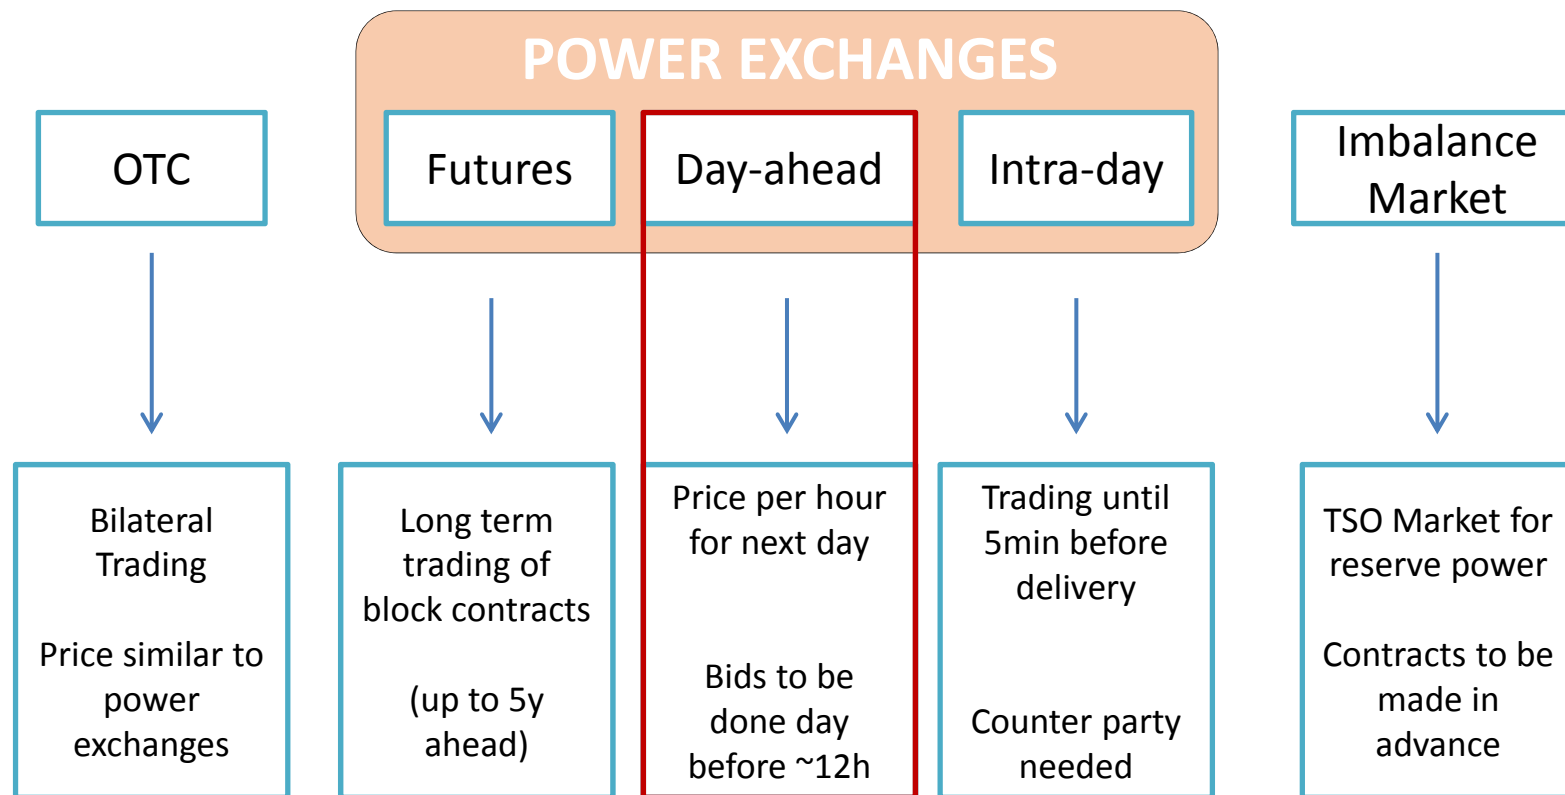 POWER EXCHANGES
OTC
Futures
Day-ahead
Intra-day
Imbalance
Market
Bilateral
Trading
Price similar to
power
exchanges
Long term
trading of
block contracts
(up to 5y
ahead)
Price per hour
for next day
Bids to be
done day
before ~12h
Trading until
5min before
delivery
Counter party
needed
TSO Market for
reserve power
Contracts to be
made in
advance